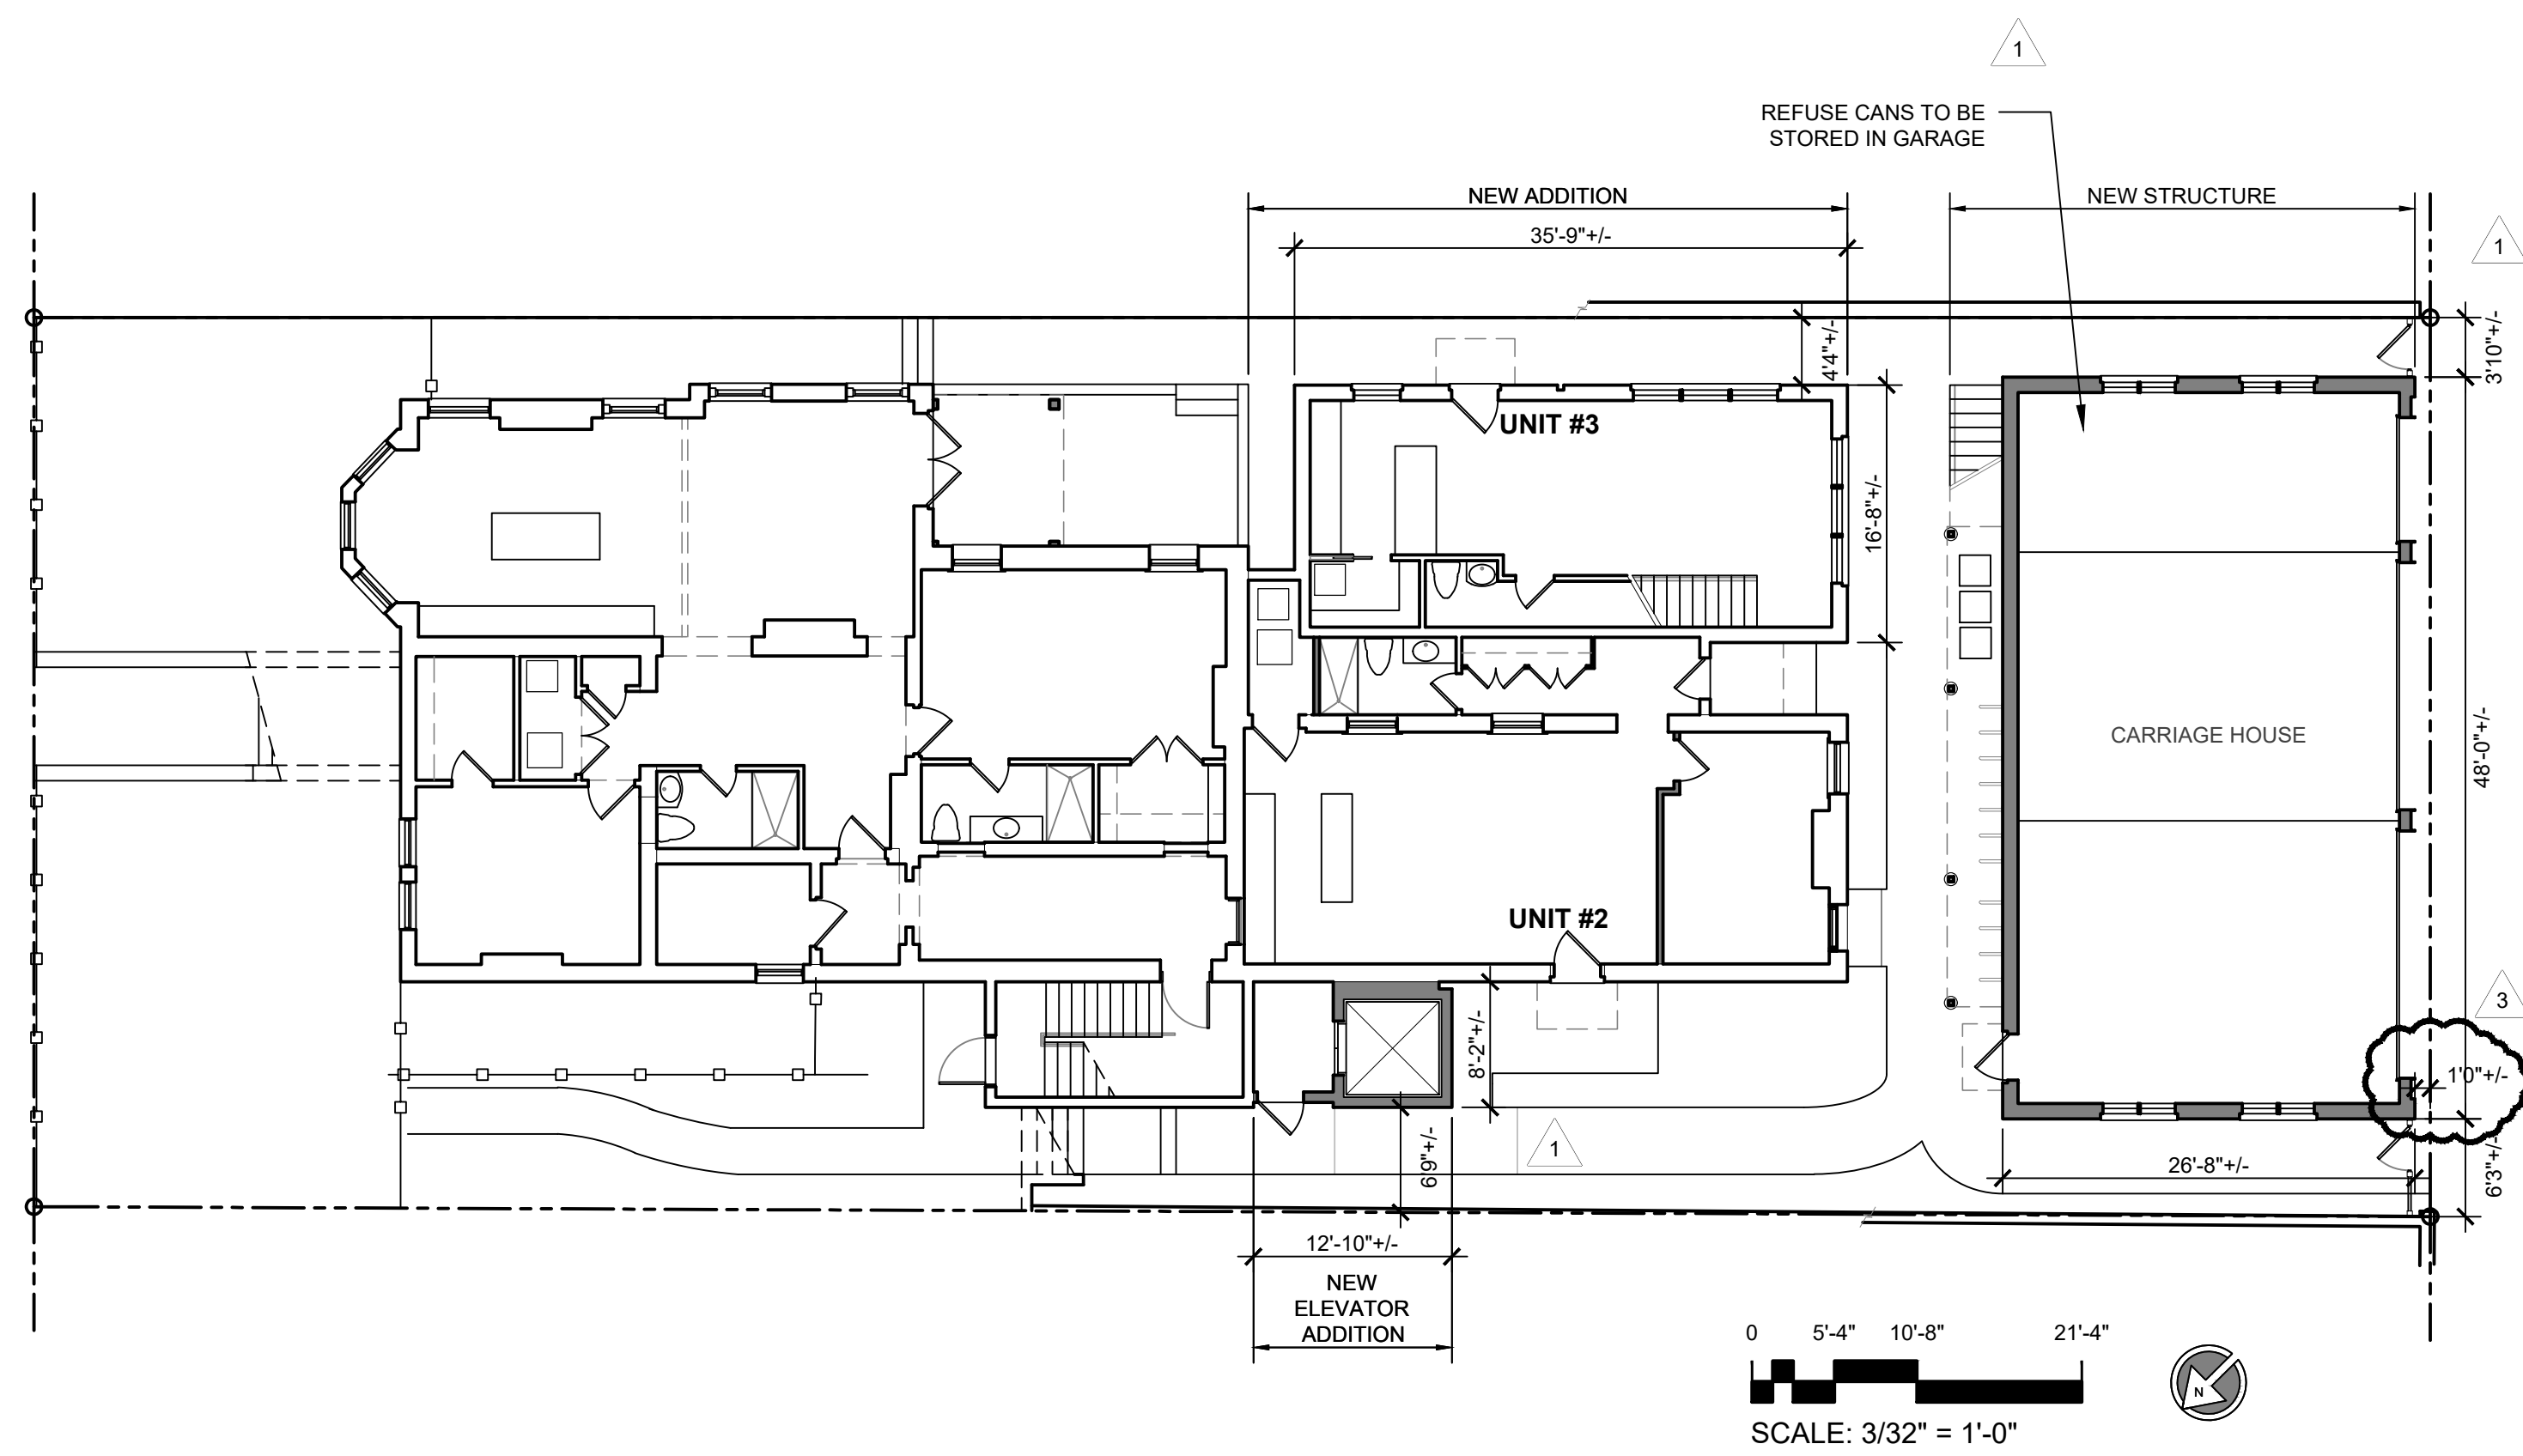 1
REFUSE CANS TO BE
STORED IN GARAGE
NEW ADDITION
NEW STRUCTURE
35'-9"+/-
1
4'4"+/-
3'10"+/-
UNIT #3
16'-8"+/-
CARRIAGE HOUSE
48'-0"+/-
UNIT #2
3
8'-2"+/-
1'0"+/-
1
6'9"+/-
26'-8"+/-
6'3"+/-
12'-10"+/-
NEW
ELEVATOR
ADDITION
0 5'-4" 10'-8" 21'-4"
N
SCALE: 3/32" = 1'-0"